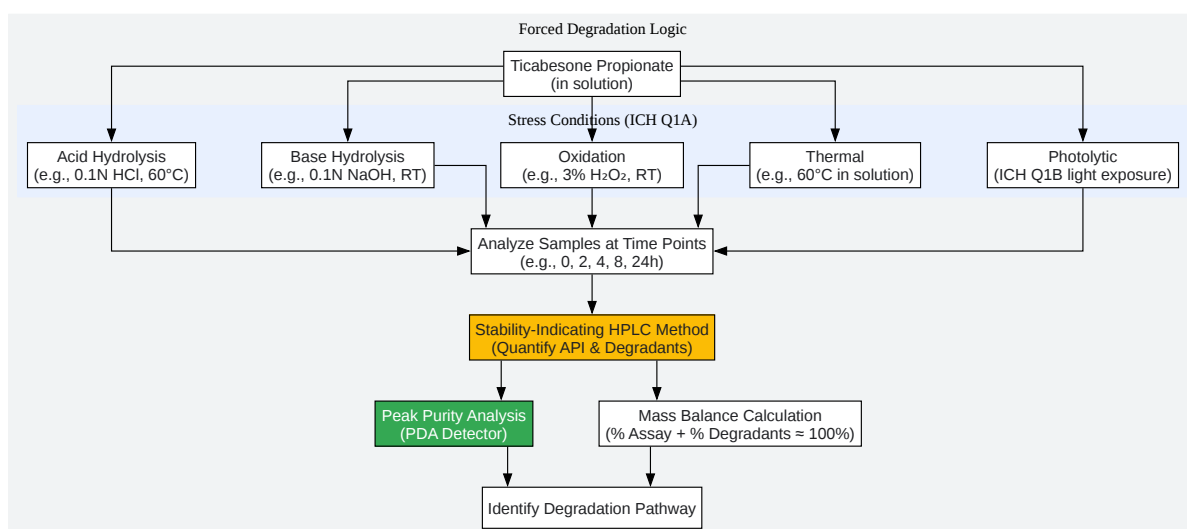 Forced Degradation Logic
Ticabesone Propionate
(in solution)
Stress Conditions (ICH Q1A)
Acid Hydrolysis
(e.g., 0.1N HCl, 60°C)
Base Hydrolysis
(e.g., 0.1N NaOH, RT)
Oxidation
(e.g., 3% H₂O₂, RT)
Thermal
(e.g., 60°C in solution)
Photolytic
(ICH Q1B light exposure)
Analyze Samples at Time Points
(e.g., 0, 2, 4, 8, 24h)
Stability-Indicating HPLC Method
(Quantify API & Degradants)
Peak Purity Analysis
(PDA Detector)
Mass Balance Calculation
(% Assay + % Degradants ≈ 100%)
Identify Degradation Pathway